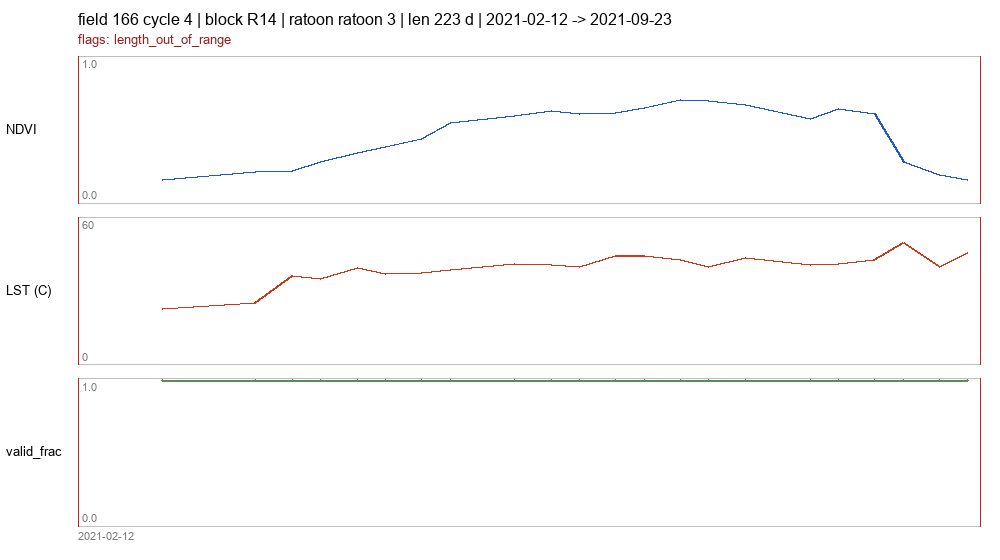 field 166 cycle 4 | block R14 | ratoon ratoon 3 | len 223 d | 2021-02-12 -> 2021-09-23
flags: length_out_of_range
1.0
NDVI
0.0
60
LST (C)
0
1.0
valid_frac
0.0
2021-02-12